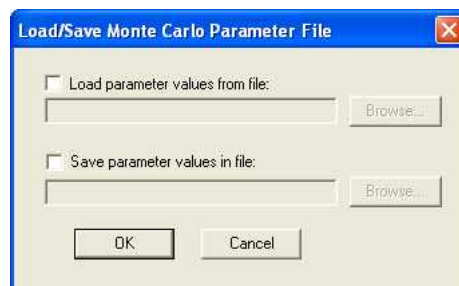 Load/Save Monte Carlo Parameter File
Load parameter values from file:
Browse...
Save parameter values in file:
Browse...
OK
Cancel